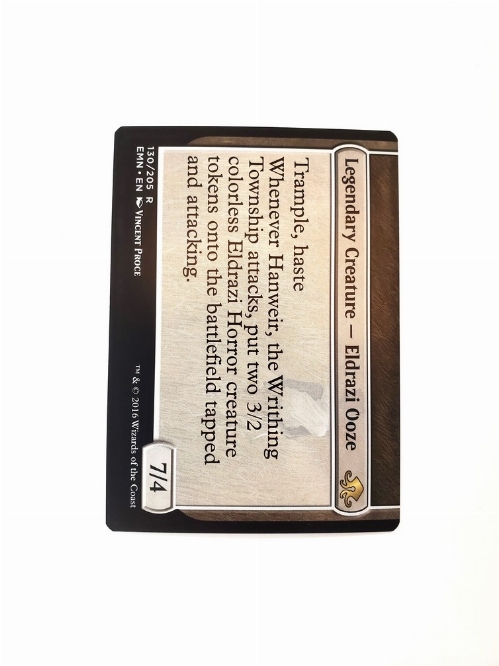 Legendary Creature — Eldrazi Ooze
Trample, haste
Whenever Hanweir, the Writhing
Township attacks, put two 3/2
colorless Eldrazi Horror creature
tokens onto the battlefield tapped
and attacking.
7/4
130/205 R
EMN • EN Vincent Proce
™ & © 2016 Wizards of the Coast